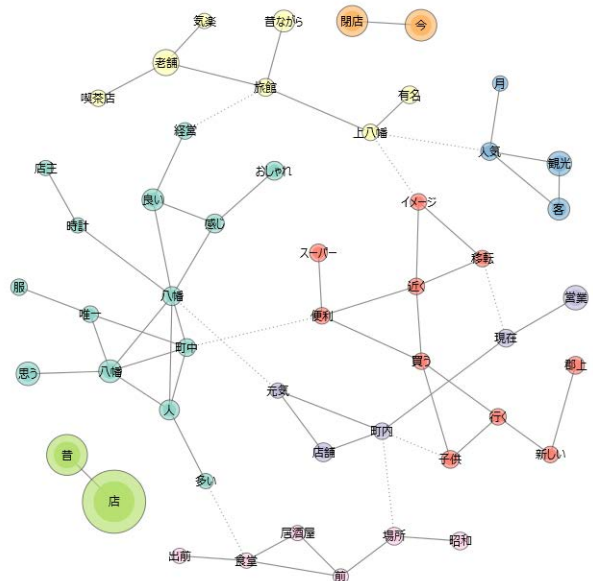 気楽
昔ながら
閉店
今
老舗
喫茶店
旅館
有名
月
上八幡
経営
人気
観光
店主
おしゃれ
良い
イメージ
客
時計
感じ
スーパー
移転
服
八幡
近く
営業
唯一
便利
現在
町中
思う
八幡
買う
郡上
元気
人
行く
町内
昔
店舗
子供
新しい
店
多い
居酒屋
場所
昭和
出前
食堂
前